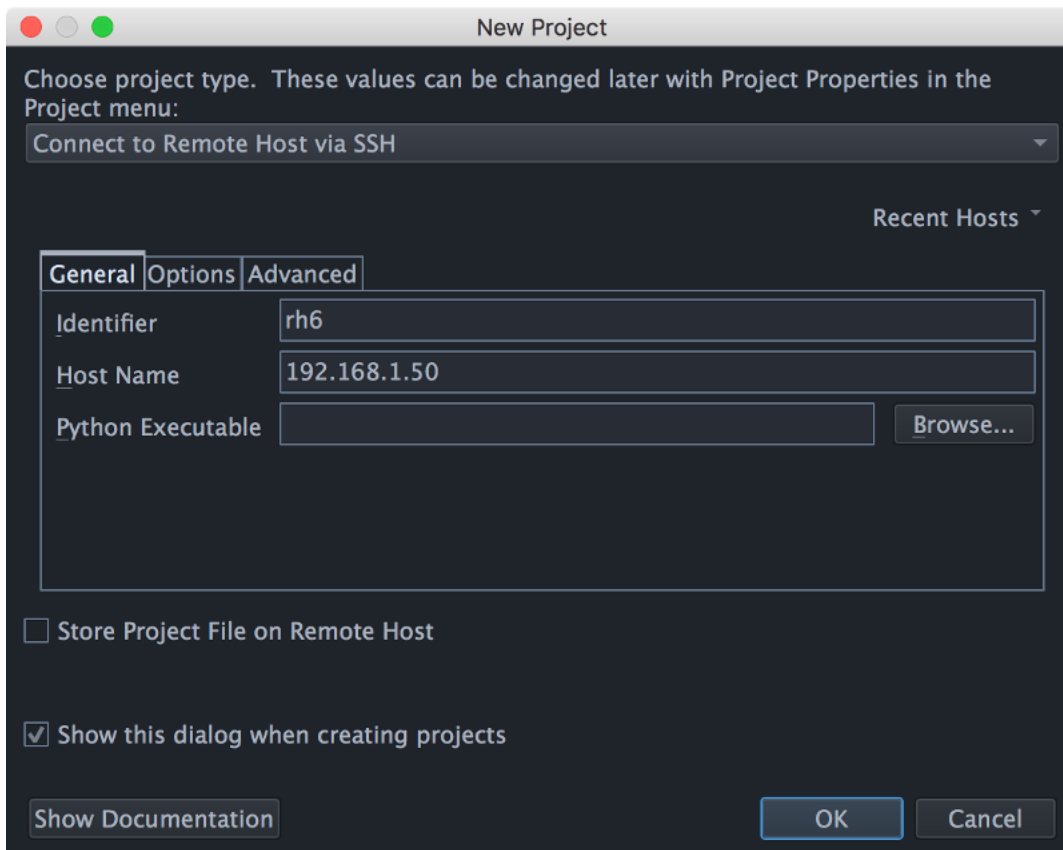 New Project
Choose project type.  These values can be changed later with Project Properties in the
Project menu:
Connect to Remote Host via SSH
Recent Hosts
General Options Advanced
Identifier rh6
Host Name 192.168.1.50
Python Executable Browse...
Store Project File on Remote Host
Show this dialog when creating projects
Show Documentation OK Cancel